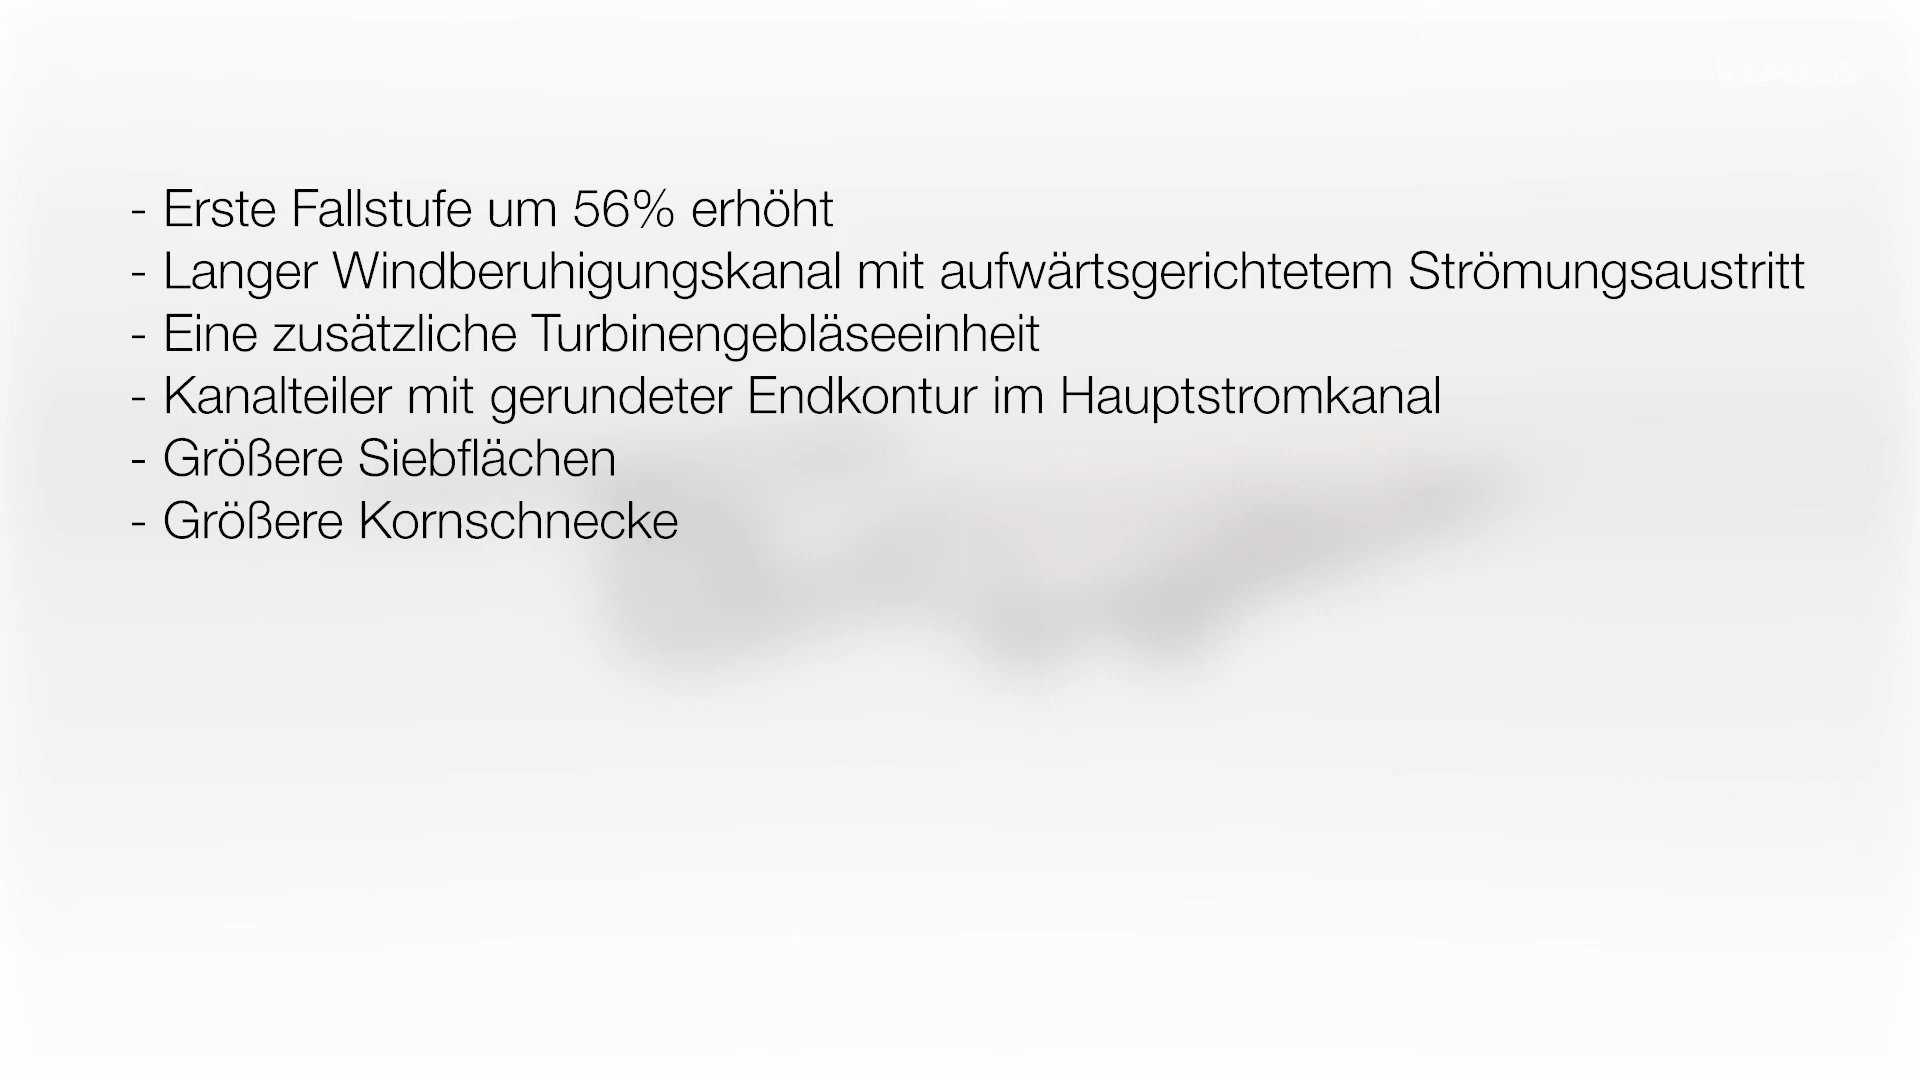 - Erste Fallstufe um 56% erhöht
- Langer Windberuhigungskanal mit aufwärtsgerichtetem Strömungsaustritt
- Eine zusätzliche Turbinengebläseeinheit
- Kanalteiler mit gerundeter Endkontur im Hauptstromkanal
- Größere Siebflächen
- Größere Kornschnecke